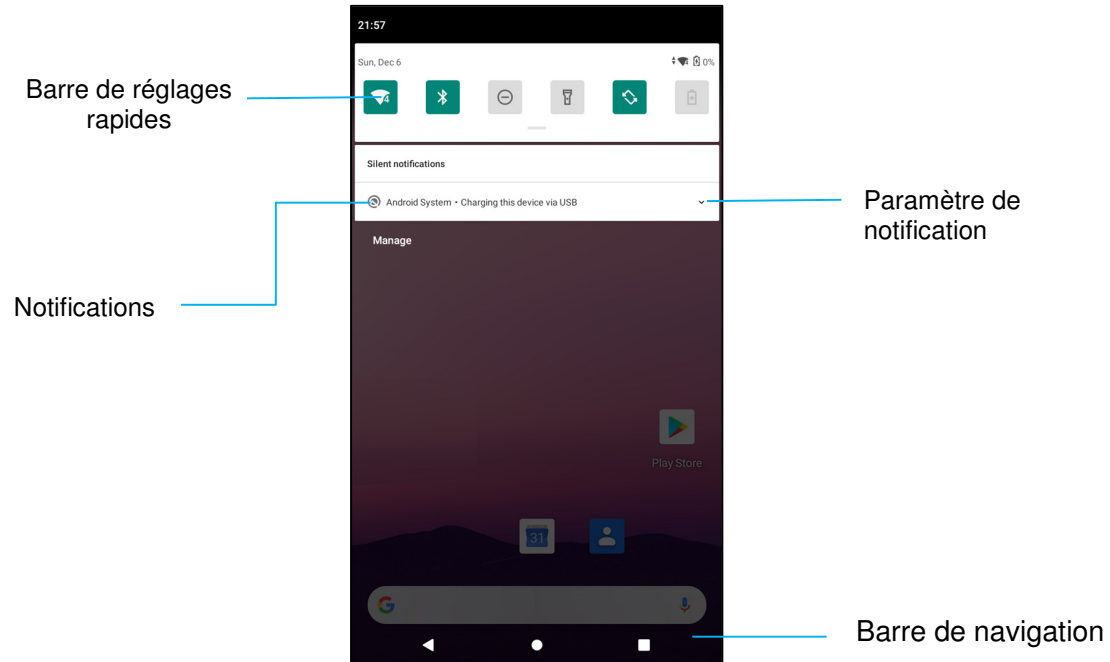 21:57
Sun, Dec 6
0%
Barre de réglages
rapides
4
Silent notifications
Android System • Charging this device via USB
Paramètre de
notification
Manage
Notifications
Play Store
31
G
Barre de navigation